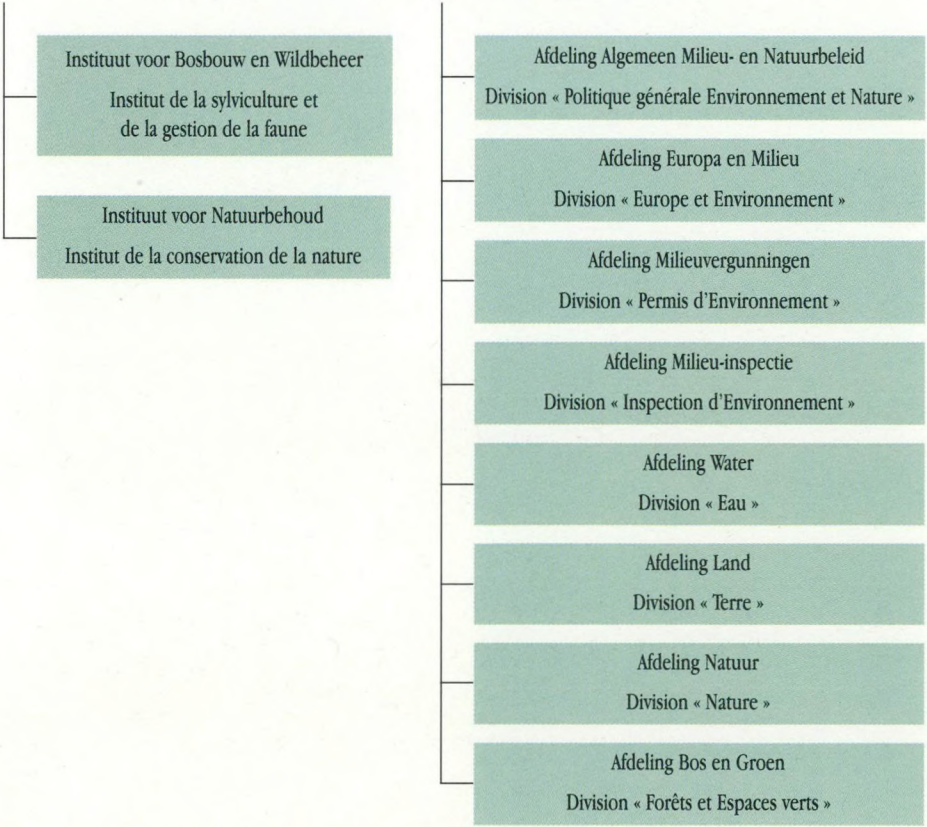 Instituut voor Bosbouw en Wildbeheer
Institut de la sylviculture et
de la gestion de la faune
Instituut voor Natuurbehoud
Institut de la conservation de la nature
Afdeling Algemeen Milieu- en Natuurbeleid
Division « Politique générale Environnement et Nature »
Afdeling Europa en Milieu
Division « Europe et Environnement »
Afdeling Milieuvergunningen
Division « Permis d'Environnement »
Afdeling Milieu-inspectie
Division « Inspection d'Environnement »
Afdeling Water
Division « Eau »
Afdeling Land
Division « Terre »
Afdeling Natuur
Division « Nature »
Afdeling Bos en Groen
Division « Forêts et Espaces verts »